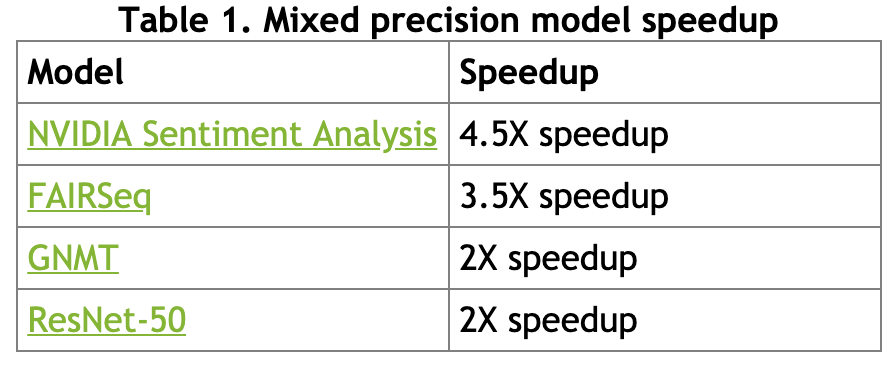 Table 1. Mixed precision model speedup
Model Speedup
NVIDIA Sentiment Analysis 4.5X speedup
FAIRSeq 3.5X speedup
GNMT 2X speedup
ResNet-50 2X speedup